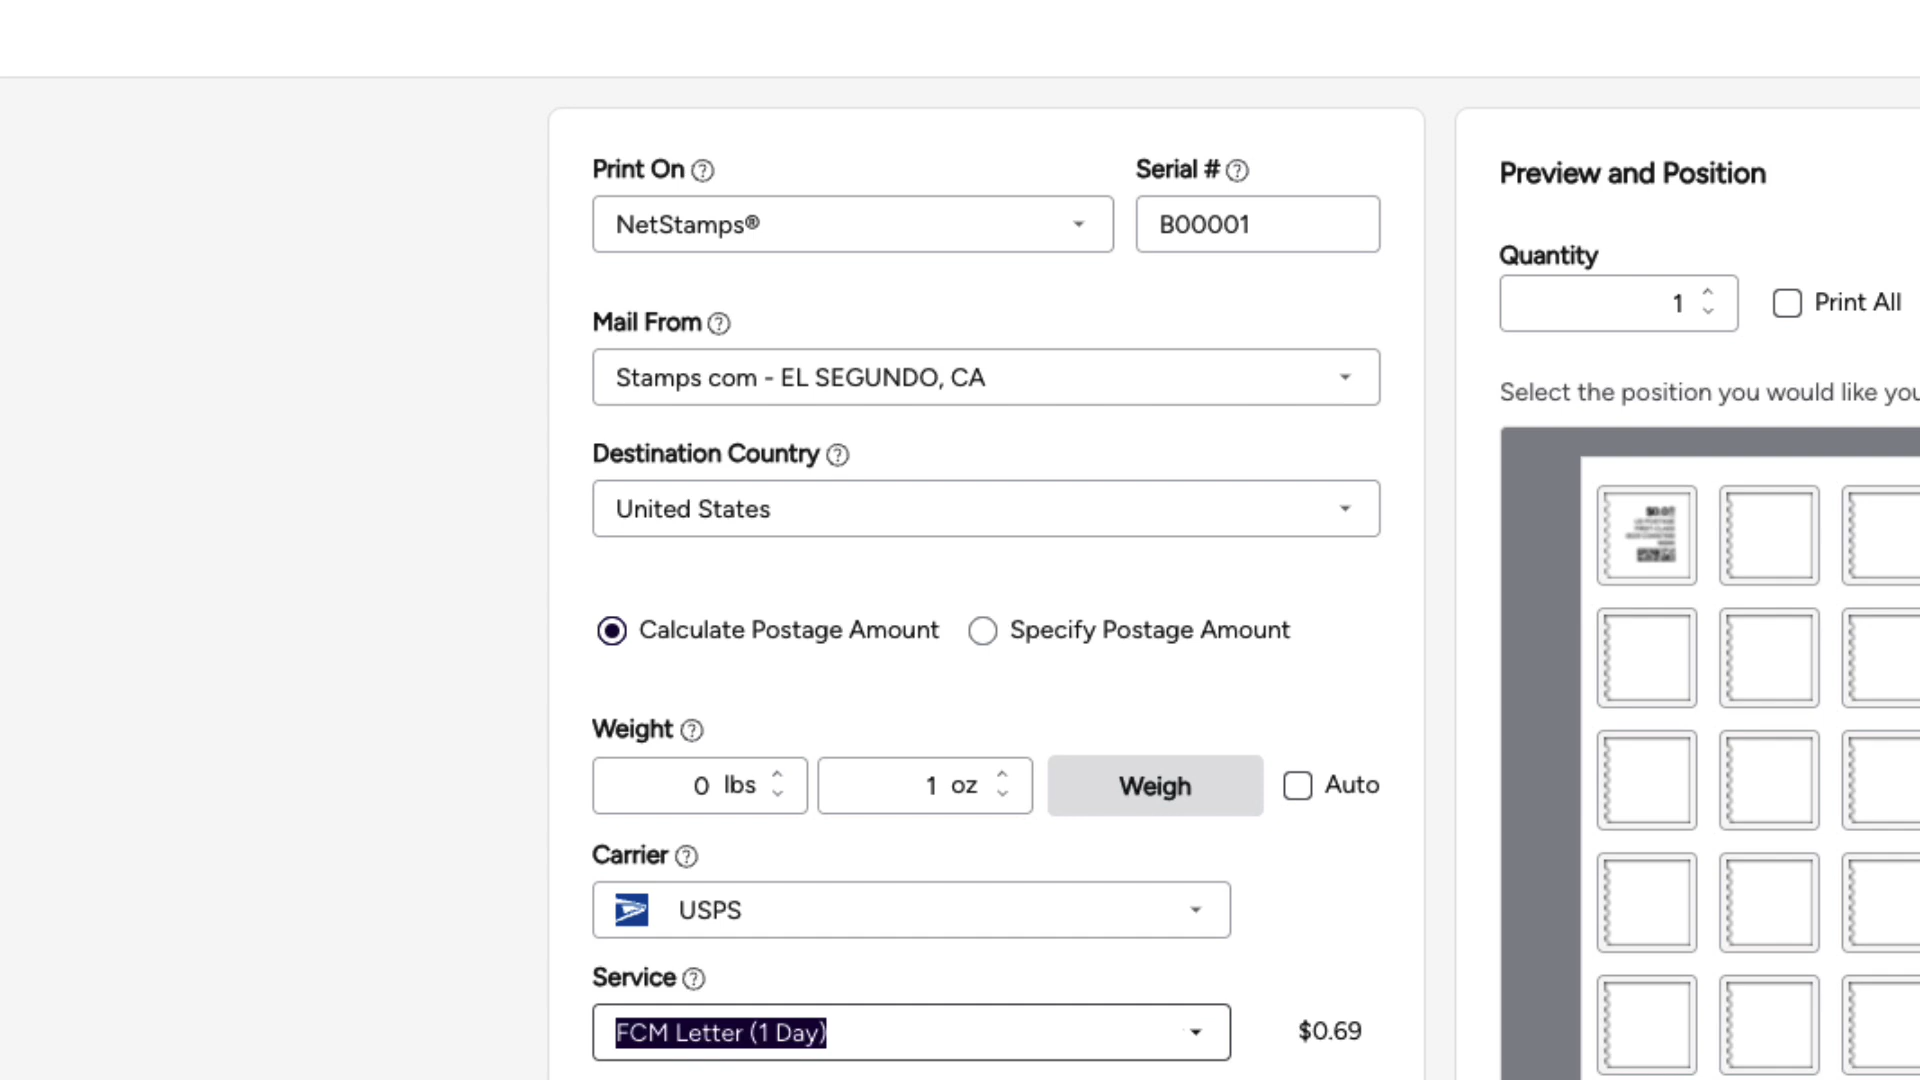 Print On
Serial #
NetStamps®
B00001
Mail From
Stamps com - EL SEGUNDO, CA
Destination Country
United States
Calculate Postage Amount
Specify Postage Amount
Weight
0 lbs
1 oz
Weigh
Auto
Carrier
USPS
Service
FCM Letter (1 Day)
$0.69
Preview and Position
Quantity
1
Print All
Select the position you would like you